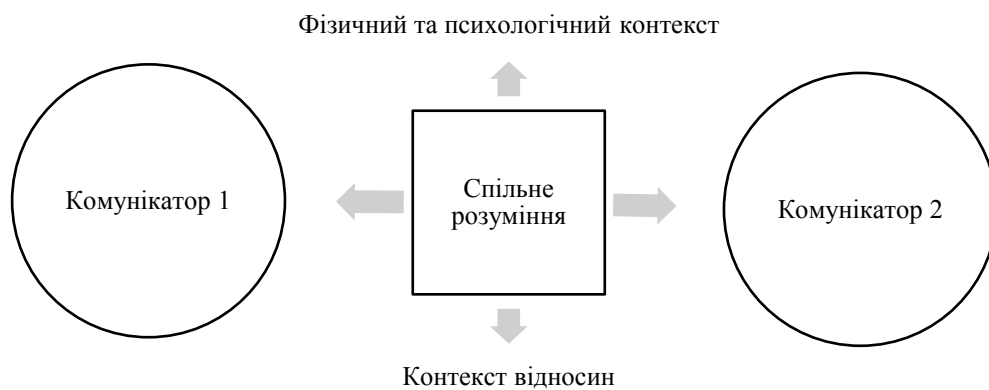 Фізичний та психологічний контекст
Комунікатор 1
Спільне
розуміння
Комунікатор 2
Контекст відносин